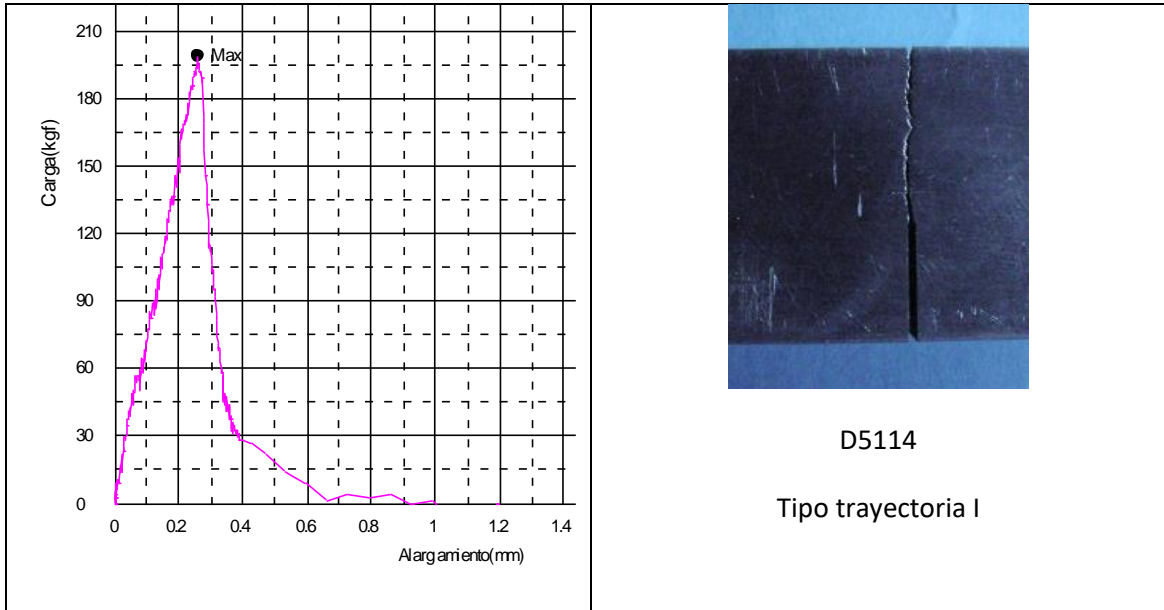 210
180
150
120
90
60
30
0
Carga(kgf)
Max
0 0.2 0.4 0.6 0.8 1 1.2 1.4
Alargamiento(mm)
D5114
Tipo trayectoria I